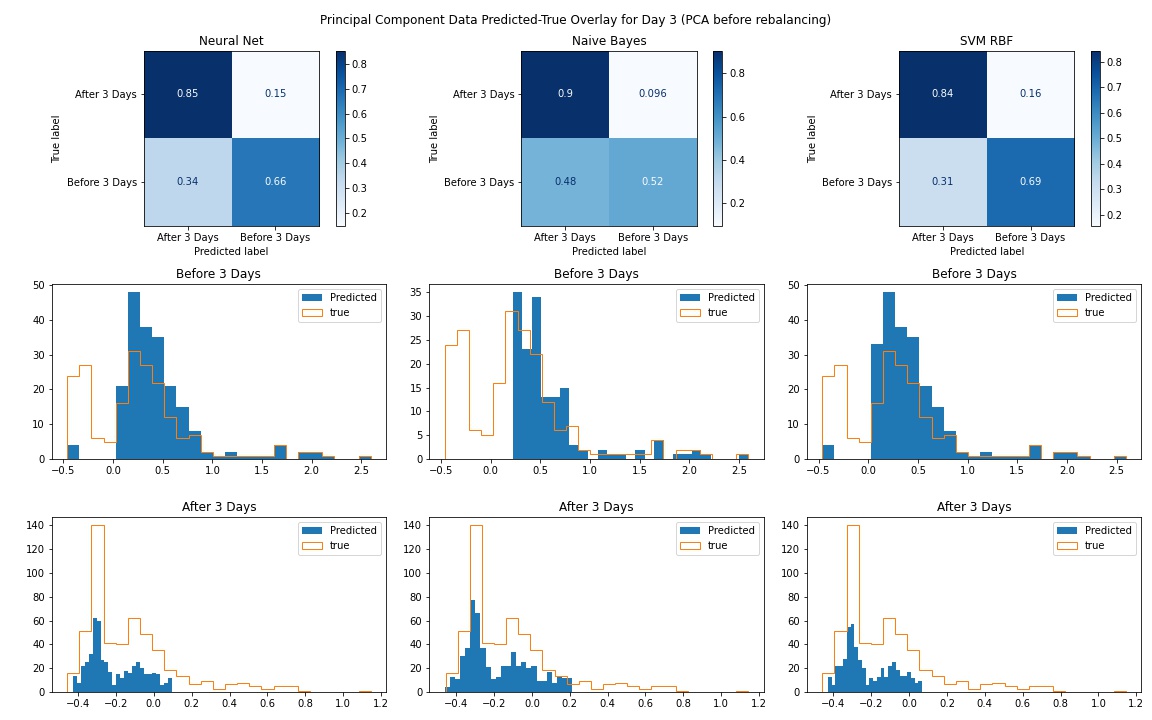 Principal Component Data Predicted-True Overlay for Day 3 (PCA before rebalancing)
Neural Net
After 3 Days
Before 3 Days
True label
0.85
0.15
0.34
0.66
After 3 Days
Before 3 Days
Predicted label
0.8
0.7
0.6
0.5
0.4
0.3
0.2
Naive Bayes
After 3 Days
Before 3 Days
True label
0.9
0.096
0.48
0.52
After 3 Days
Before 3 Days
Predicted label
0.8
0.6
0.4
0.2
SVM RBF
After 3 Days
Before 3 Days
True label
0.84
0.16
0.31
0.69
After 3 Days
Before 3 Days
Predicted label
0.8
0.7
0.6
0.5
0.4
0.3
0.2
Before 3 Days
50
40
30
20
10
0
Predicted
true
−0.5 0.0 0.5 1.0 1.5 2.0 2.5
Before 3 Days
35
30
25
20
15
10
5
0
Predicted
true
−0.5 0.0 0.5 1.0 1.5 2.0 2.5
Before 3 Days
50
40
30
20
10
0
Predicted
true
−0.5 0.0 0.5 1.0 1.5 2.0 2.5
After 3 Days
140
120
100
80
60
40
20
0
Predicted
true
−0.4 −0.2 0.0 0.2 0.4 0.6 0.8 1.0 1.2
After 3 Days
140
120
100
80
60
40
20
0
Predicted
true
−0.4 −0.2 0.0 0.2 0.4 0.6 0.8 1.0 1.2
After 3 Days
140
120
100
80
60
40
20
0
Predicted
true
−0.4 −0.2 0.0 0.2 0.4 0.6 0.8 1.0 1.2